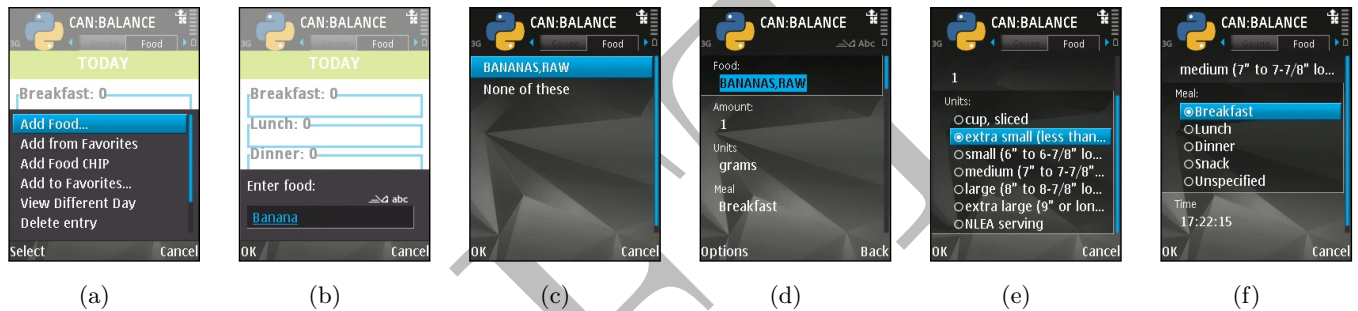 CAN:BALANCE
3G
Food
TODAY
Breakfast: 0
Add Food...
Add from Favorites
Add Food CHIP
Add to Favorites...
View Different Day
Delete entry
Select Cancel
(a)
CAN:BALANCE
3G
Food
TODAY
Breakfast: 0
Lunch: 0
Dinner: 0
Enter food:
abc
Banana
OK Cancel
(b)
CAN:BALANCE
3G
Food
BANANAS,RAW
None of these
OK Cancel
(c)
CAN:BALANCE
3G
Abc
Food:
BANANAS,RAW
Amount:
1
Units
grams
Meal
Breakfast
Options Back
(d)
CAN:BALANCE
3G
Food
1
Units:
cup, sliced
extra small (less than...
small (6" to 6-7/8" lo...
medium (7" to 7-7/8"...
large (8" to 8-7/8" lo...
extra large (9" or lon...
NLEA serving
OK Cancel
(e)
CAN:BALANCE
3G
Food
medium (7" to 7-7/8" lo...
Meal:
Breakfast
Lunch
Dinner
Snack
Unspecified
Time
17:22:15
OK Cancel
(f)